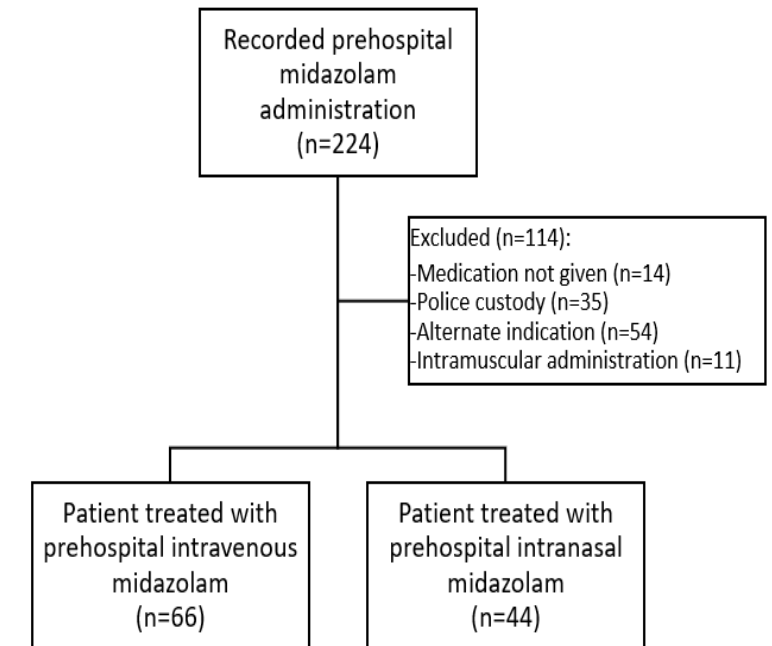 Recorded prehospital
midazolam
administration
(n=224)
Excluded (n=114):
-Medication not given (n=14)
-Police custody (n=35)
-Alternate indication (n=54)
-Intramuscular administration (n=11)
Patient treated with
prehospital intravenous
midazolam
(n=66)
Patient treated with
prehospital intranasal
midazolam
(n=44)